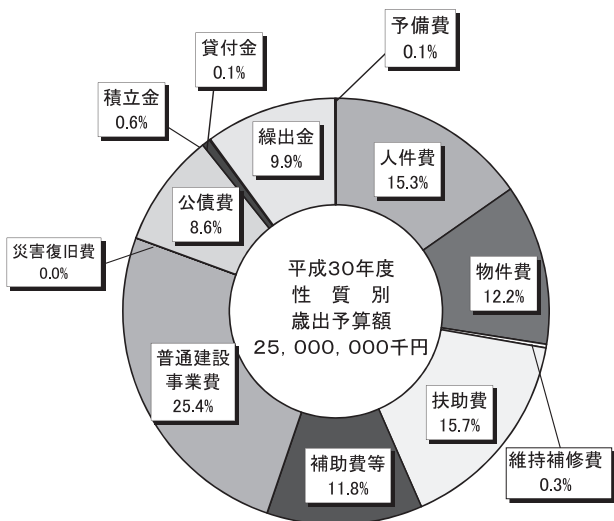 予備費
0.1%
貸付金
0.1%
積立金
0.6%
繰出金
9.9%
人件費
15.3%
公債費
8.6%
災害復旧費
0.0%
物件費
12.2%
平成30年度
性 質 別
歳出予算額
25,000,000千円
普通建設
事業費
25.4%
扶助費
15.7%
維持補修費
0.3%
補助費等
11.8%